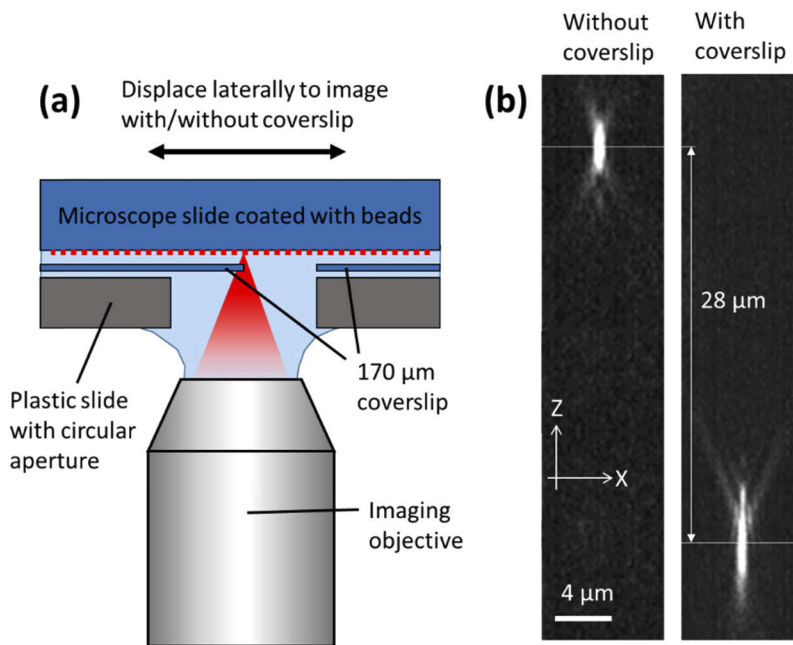 (a)
Displace laterally to image
with/without coverslip
Microscope slide coated with beads
Plastic slide
with circular
aperture
170 μm
coverslip
Imaging
objective
(b)
Without
coverslip
With
coverslip
28 μm
Z
X
4 μm